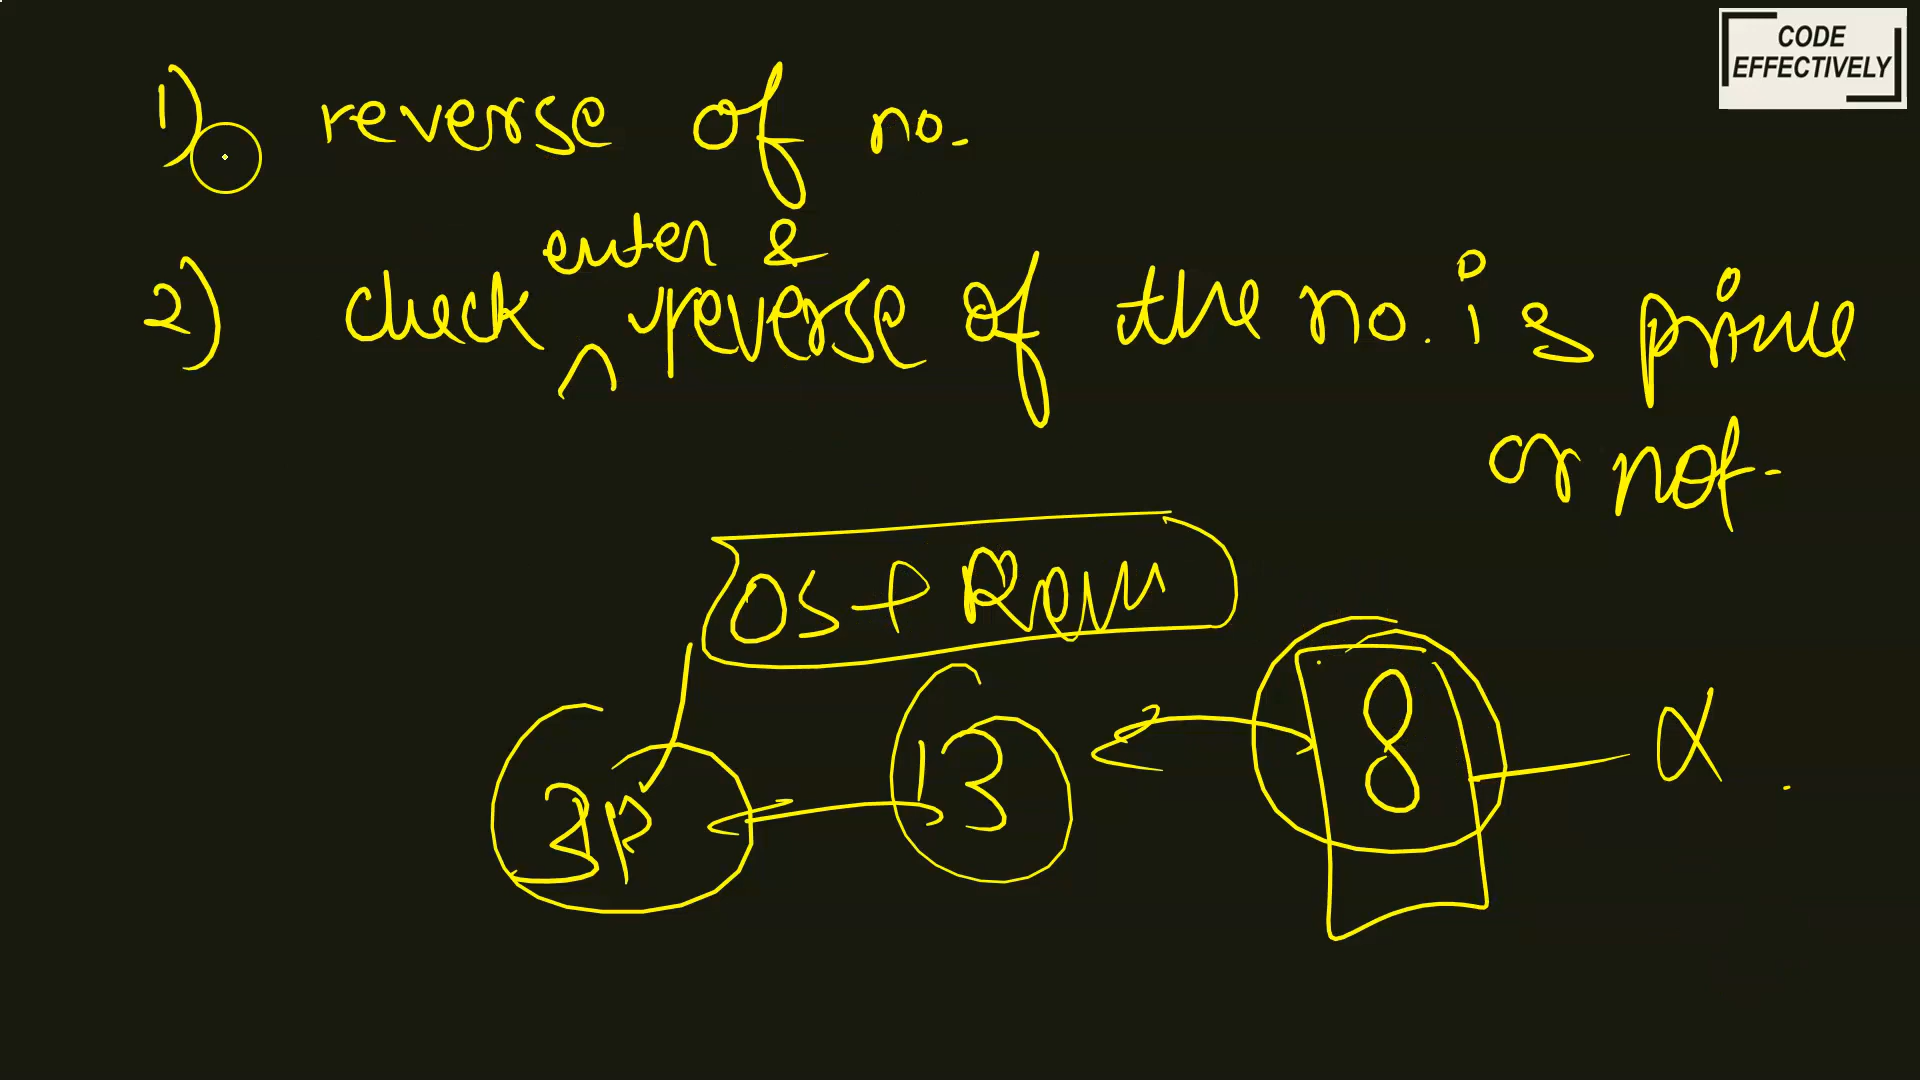 CODE
EFFECTIVELY
1) reverse of no.
enter &
2) check ^ reverse of the no. is prime
or not.
OS + Rom
13
8
α